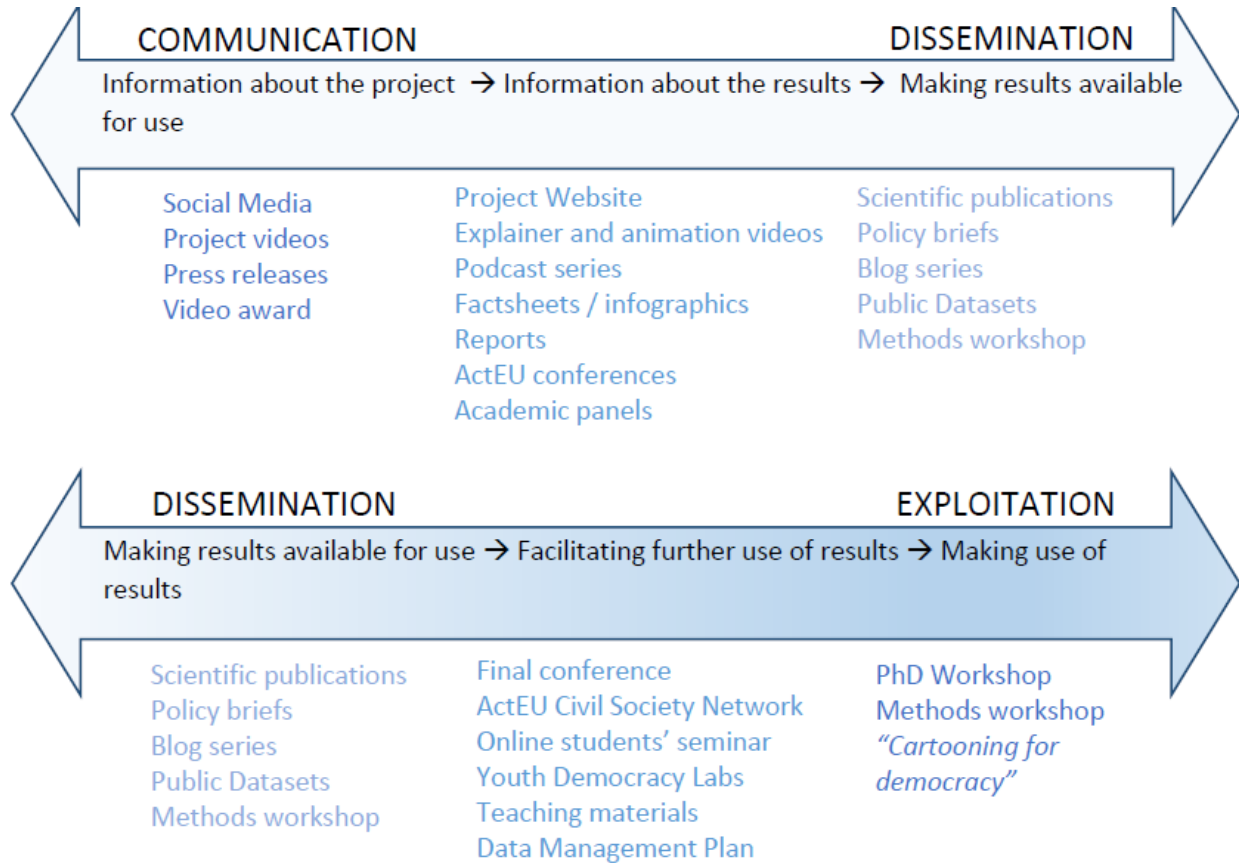 COMMUNICATION
DISSEMINATION
Information about the project → Information about the results → Making results available
for use
Social Media
Project videos
Press releases
Video award
Project Website
Explainer and animation videos
Podcast series
Factsheets / infographics
Reports
ActEU conferences
Academic panels
Scientific publications
Policy briefs
Blog series
Public Datasets
Methods workshop
DISSEMINATION
EXPLOITATION
Making results available for use → Facilitating further use of results → Making use of
results
Scientific publications
Policy briefs
Blog series
Public Datasets
Methods workshop
Final conference
ActEU Civil Society Network
Online students’ seminar
Youth Democracy Labs
Teaching materials
Data Management Plan
PhD Workshop
Methods workshop
“Cartooning for
democracy”